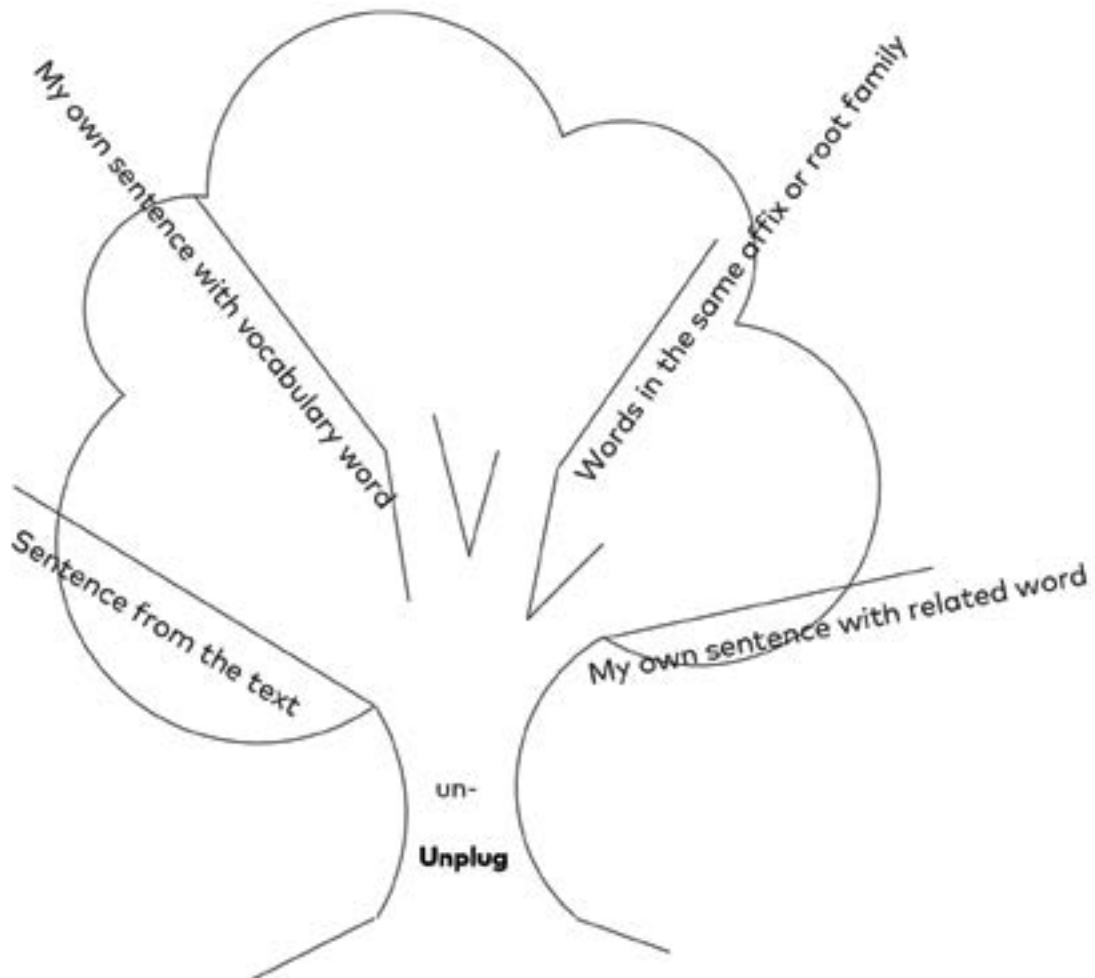 My own sentence with vocabulary word
Words in the same affix or root family
Sentence from the text
My own sentence with related word
un-
Unplug